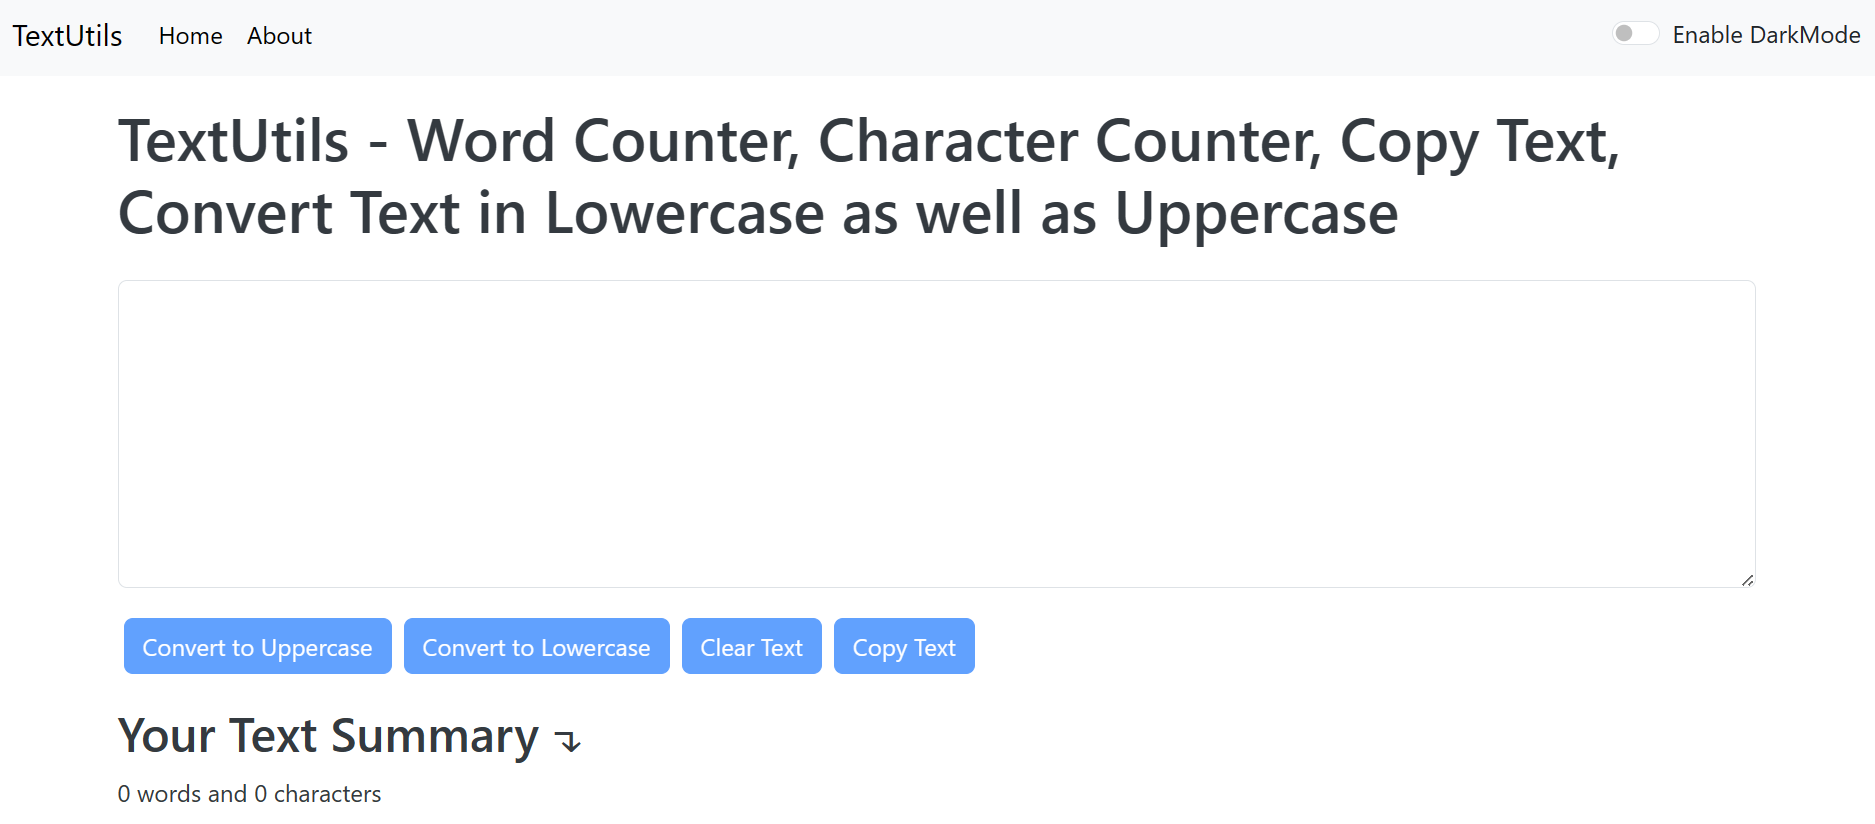 TextUtils Home About Enable DarkMode
TextUtils - Word Counter, Character Counter, Copy Text,
Convert Text in Lowercase as well as Uppercase
Convert to Uppercase Convert to Lowercase Clear Text Copy Text
Your Text Summary ↴
0 words and 0 characters